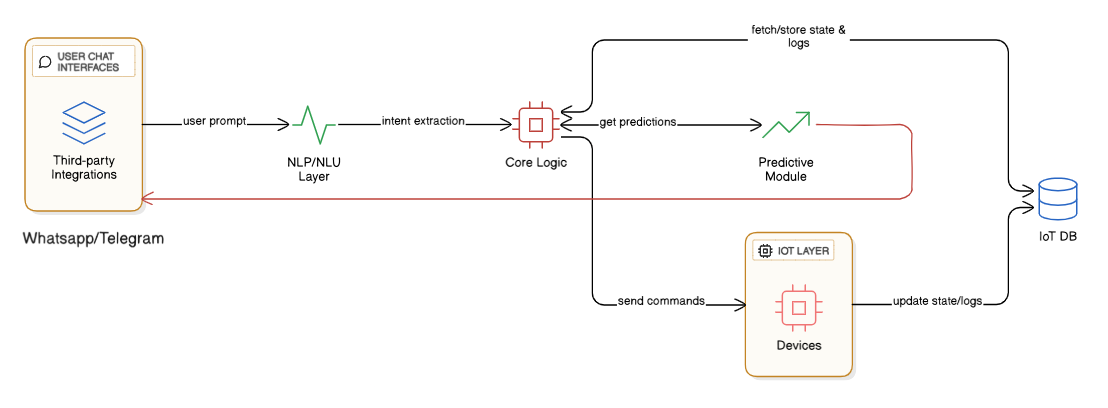 fetch/store state &
logs
USER CHAT
INTERFACES
user prompt
intent extraction
get predictions
Third-party
Integrations
NLP/NLU
Layer
Core Logic
Predictive
Module
Whatsapp/Telegram
IoT DB
IOT LAYER
send commands
update state/logs
Devices